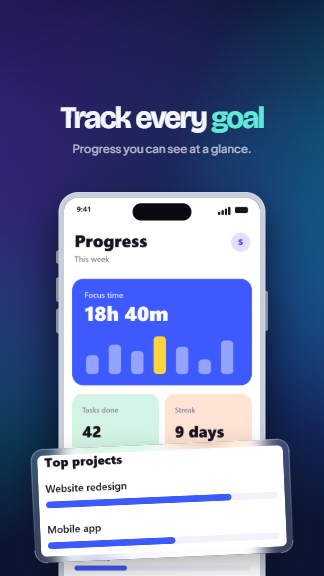 Track every goal
Progress you can see at a glance.
9:41
Progress
S
This week
Focus time
18h 40m
Tasks done
42
Streak
9 days
Top projects
Website redesign
Mobile app